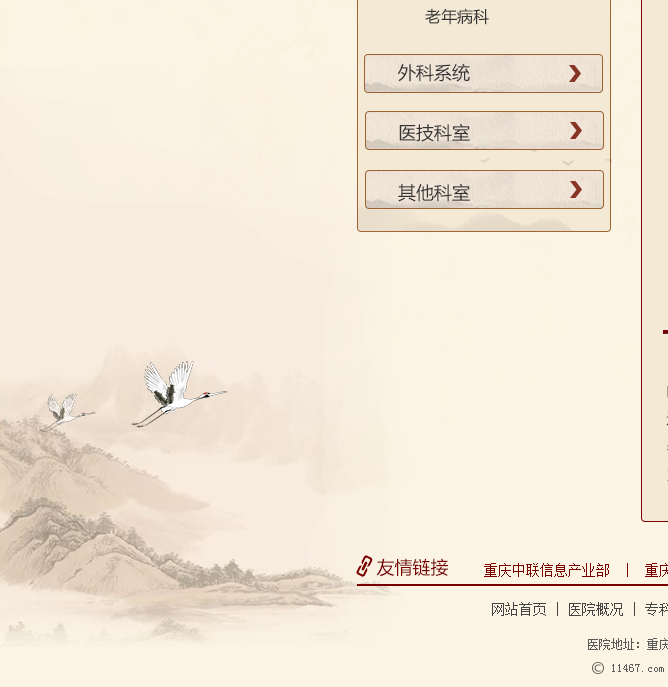 老年病科
外科系统
医技科室
其他科室
友情链接 重庆中联信息产业部 | 重庆
网站首页 | 医院概况 | 专科
医院地址：重庆
© 11467.com